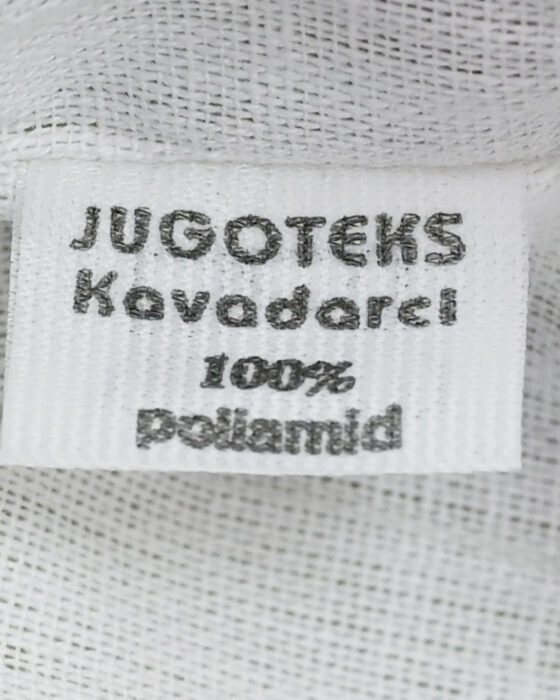 JUGOTEKS
Kavadarci
100%
poliamid